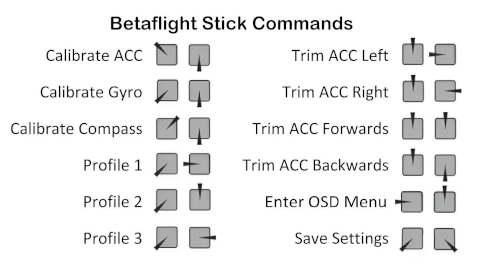 Betaflight Stick Commands
Calibrate ACC
Calibrate Gyro
Calibrate Compass
Profile 1
Profile 2
Profile 3
Trim ACC Left
Trim ACC Right
Trim ACC Forwards
Trim ACC Backwards
Enter OSD Menu
Save Settings